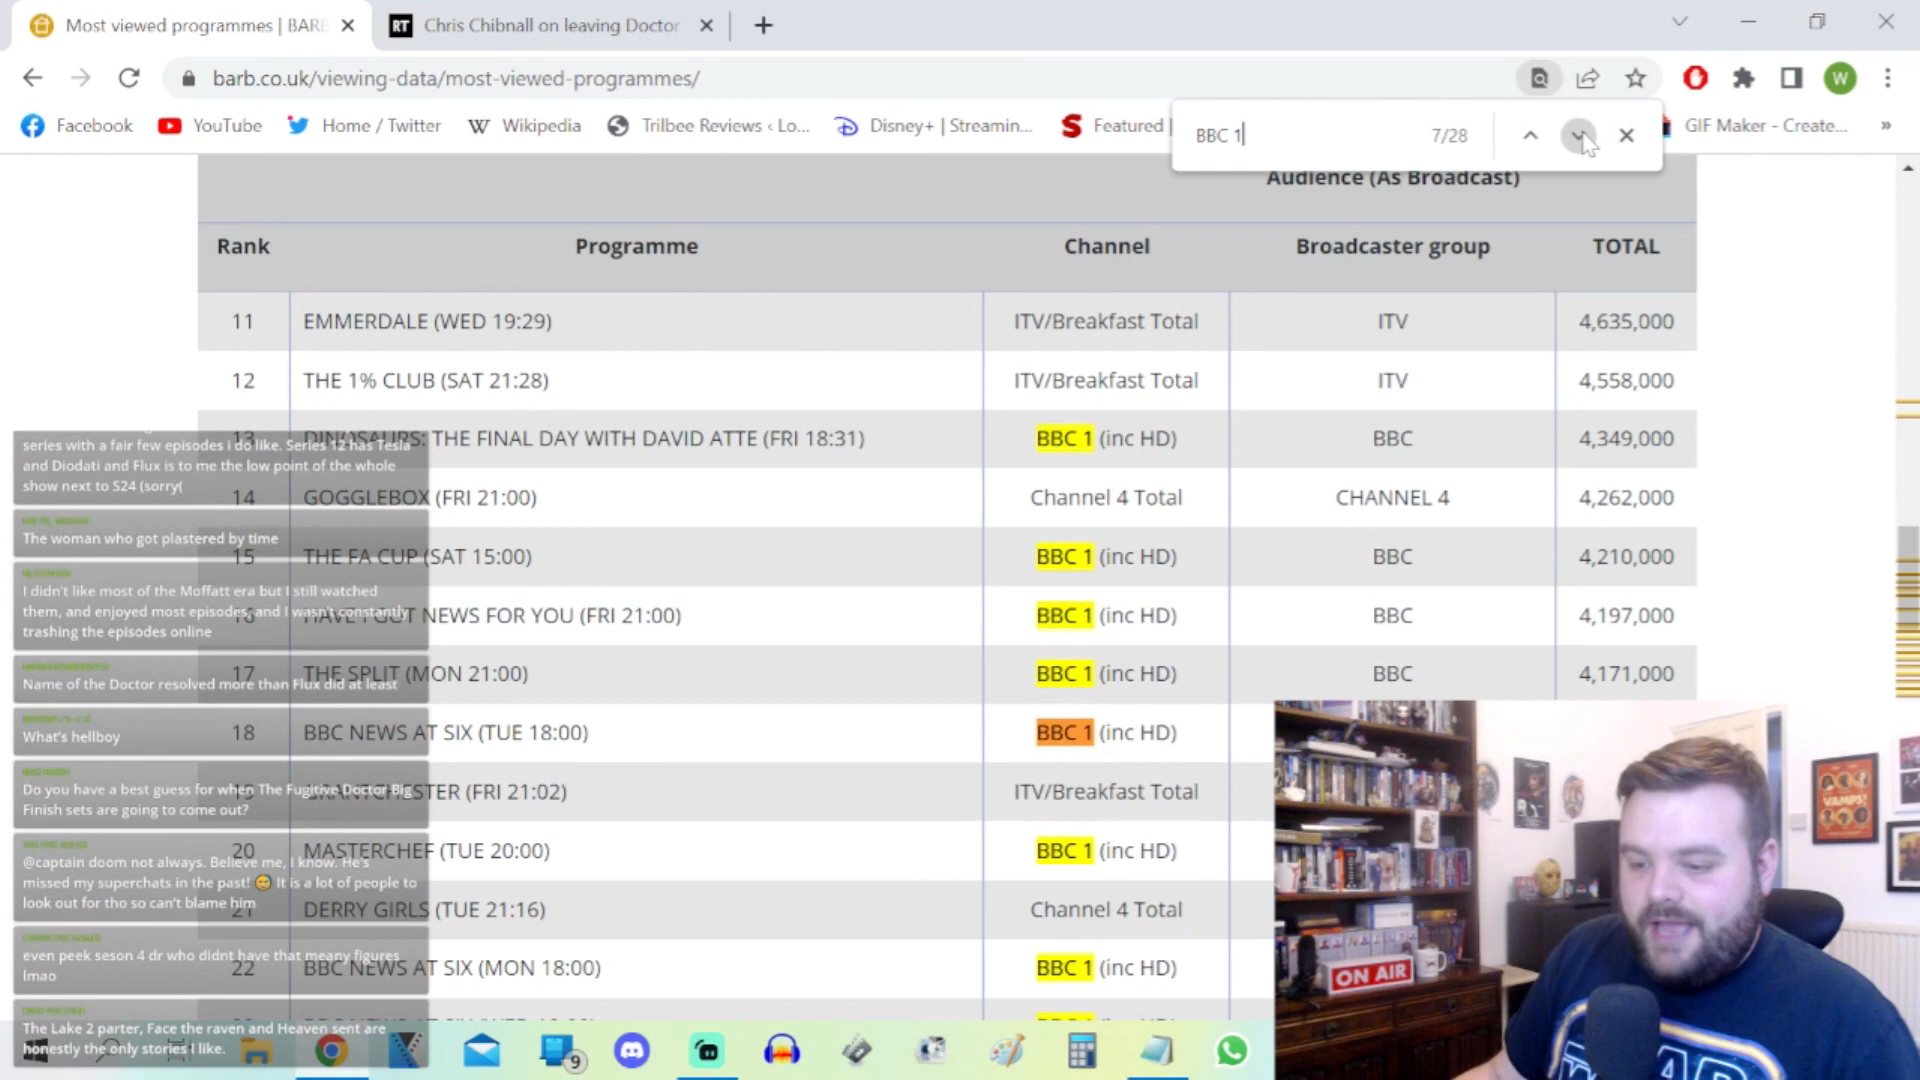 Most viewed programmes | BARB
Chris Chibnall on leaving Doctor
barb.co.uk/viewing-data/most-viewed-programmes/
W
Facebook
YouTube
Home / Twitter
Wikipedia
Trilbee Reviews ‹ Lo...
Disney+ | Streamin...
Featured
GIF Maker - Create...
»
BBC 1
7/28
Audience (As Broadcast)
Rank Programme Channel Broadcaster group TOTAL
11 EMMERDALE (WED 19:29) ITV/Breakfast Total ITV 4,635,000
12 THE 1% CLUB (SAT 21:28) ITV/Breakfast Total ITV 4,558,000
13 DINOSAURS: THE FINAL DAY WITH DAVID ATTE (FRI 18:31) BBC 1 (inc HD) BBC 4,349,000
14 GOGGLEBOX (FRI 21:00) Channel 4 Total CHANNEL 4 4,262,000
15 THE FA CUP (SAT 15:00) BBC 1 (inc HD) BBC 4,210,000
16 HAVE I GOT NEWS FOR YOU (FRI 21:00) BBC 1 (inc HD) BBC 4,197,000
17 THE SPLIT (MON 21:00) BBC 1 (inc HD) BBC 4,171,000
18 BBC NEWS AT SIX (TUE 18:00) BBC 1 (inc HD)
19 GRANTCHESTER (FRI 21:02) ITV/Breakfast Total
20 MASTERCHEF (TUE 20:00) BBC 1 (inc HD)
21 DERRY GIRLS (TUE 21:16) Channel 4 Total
22 BBC NEWS AT SIX (MON 18:00) BBC 1 (inc HD)
series with a fair few episodes i do like. Series 12 has Tesla
and Diodati and Flux is to me the low point of the whole
show next to S24 (sorry(
The woman who got plastered by time
I didn't like most of the Moffatt era but I still watched
them, and enjoyed most episodes, and I wasn't constantly
trashing the episodes online
Name of the Doctor resolved more than Flux did at least
What's hellboy
Do you have a best guess for when The Fugitive Doctor Big
Finish sets are going to come out?
@captain doom not always. Believe me, I know. He's
missed my superchats in the past! 😅 It is a lot of people to
look out for tho so can't blame him
even peek seson 4 dr who didnt have that meany figures
lmao
The Lake 2 parter, Face the raven and Heaven sent are
honestly the only stories I like.
9
VAMPS!
ON AIR